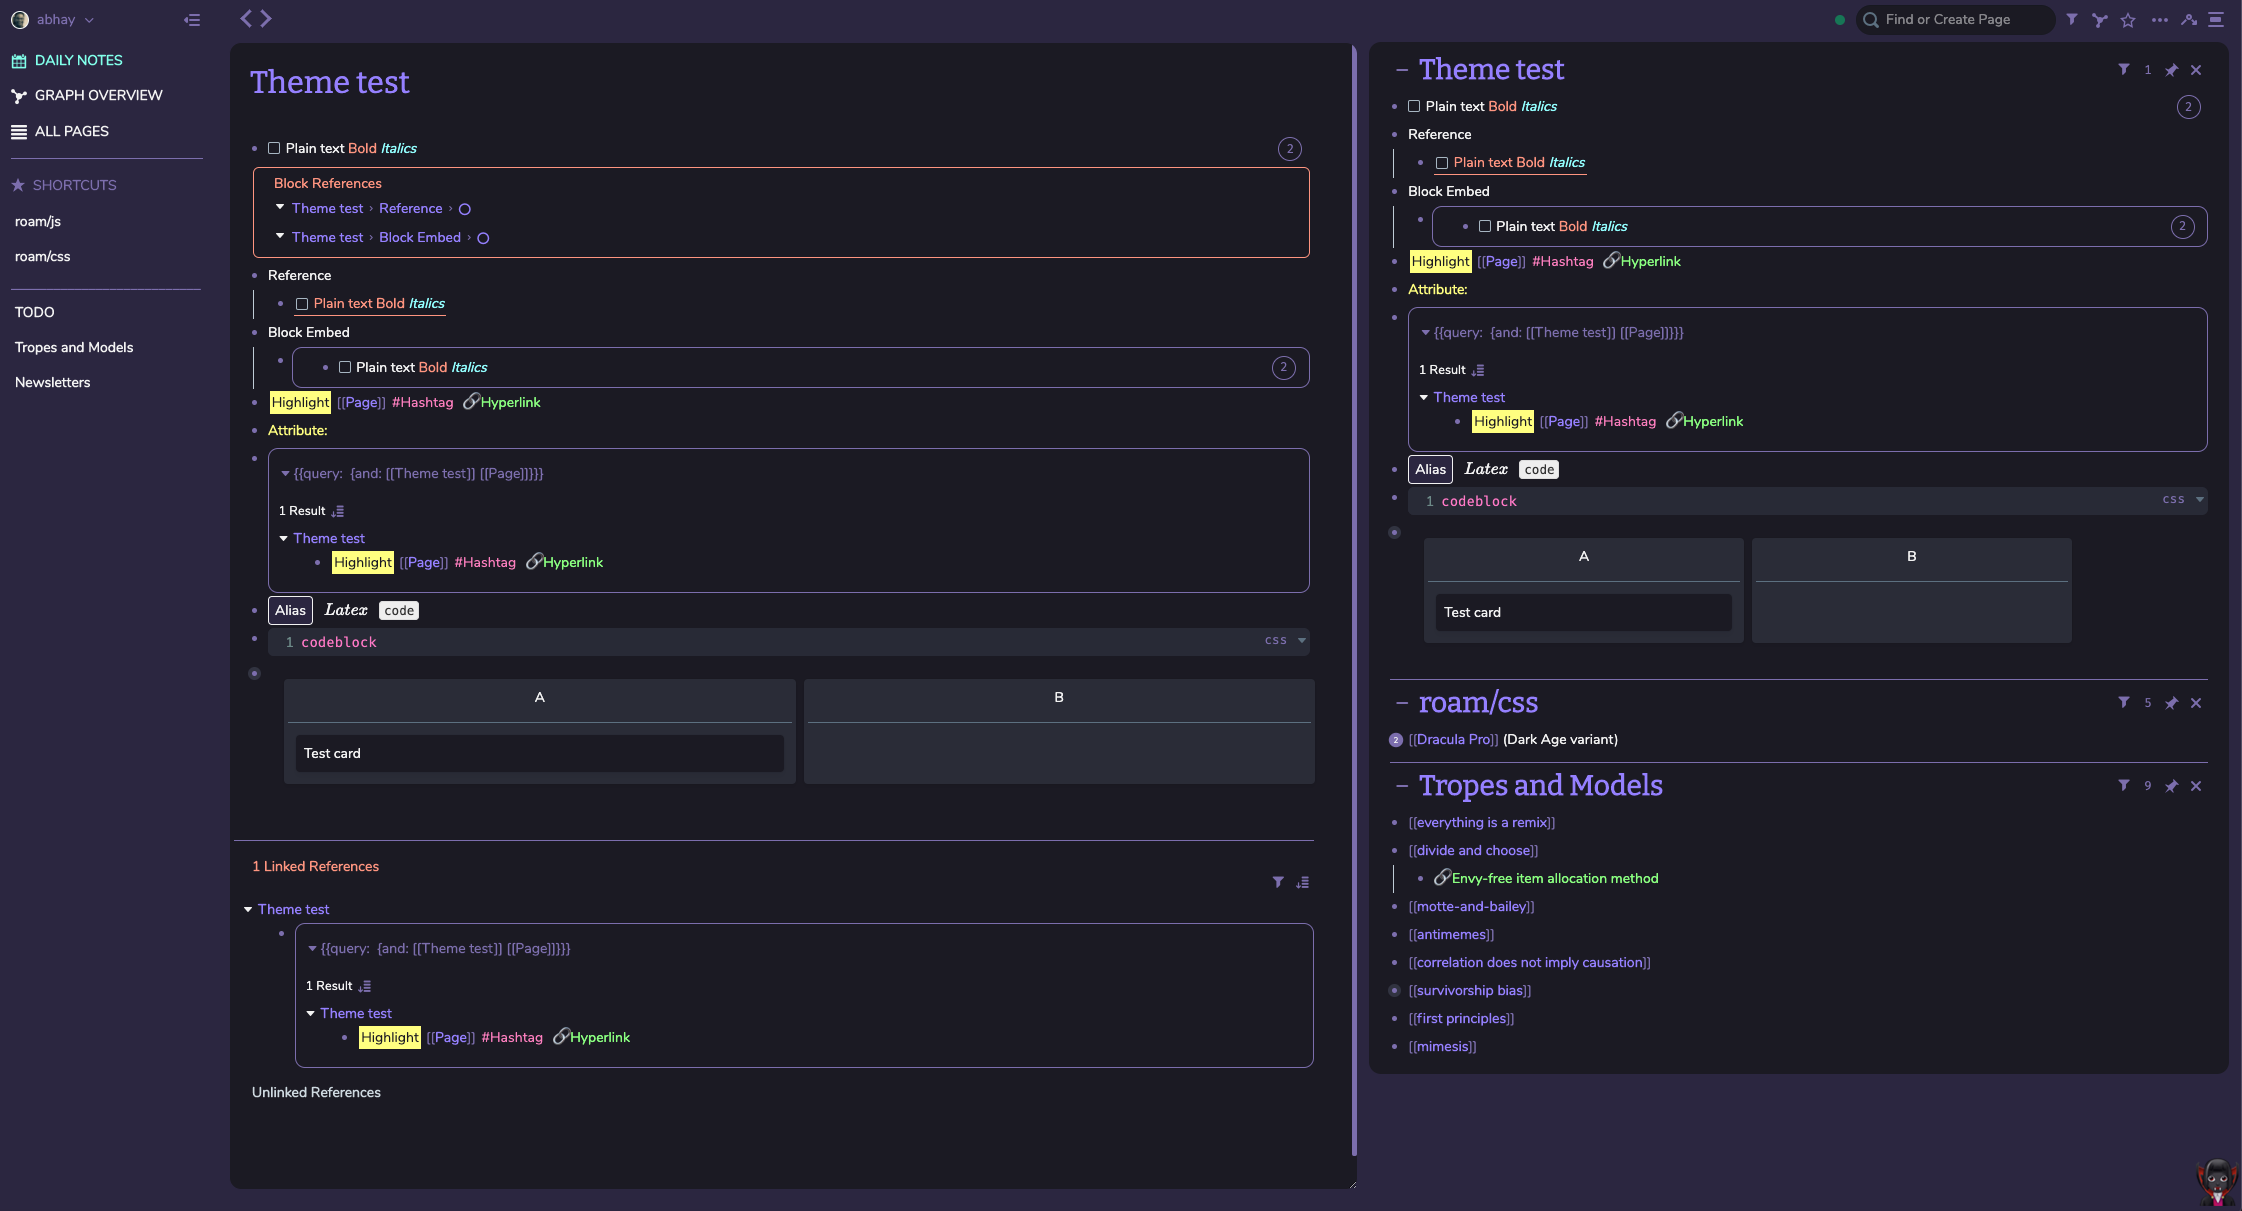 abhay
DAILY NOTES
GRAPH OVERVIEW
ALL PAGES
SHORTCUTS
roam/js
roam/css
TODO
Tropes and Models
Newsletters
Find or Create Page
Theme test
Plain text Bold Italics
2
Block References
Theme test › Reference ›
Theme test › Block Embed ›
Reference
Plain text Bold Italics
Block Embed
Plain text Bold Italics
2
Highlight [[Page]] #Hashtag Hyperlink
Attribute:
{{query: {and: [[Theme test]] [[Page]]}}}
1 Result
Theme test
Highlight [[Page]] #Hashtag Hyperlink
Alias Latex code
1 codeblock
css
A
B
Test card
1 Linked References
Theme test
{{query: {and: [[Theme test]] [[Page]]}}}
1 Result
Theme test
Highlight [[Page]] #Hashtag Hyperlink
Unlinked References
Theme test
1
Plain text Bold Italics
2
Reference
Plain text Bold Italics
Block Embed
Plain text Bold Italics
2
Highlight [[Page]] #Hashtag Hyperlink
Attribute:
{{query: {and: [[Theme test]] [[Page]]}}}
1 Result
Theme test
Highlight [[Page]] #Hashtag Hyperlink
Alias Latex code
1 codeblock
css
A
B
Test card
roam/css
5
2 [[Dracula Pro]] (Dark Age variant)
Tropes and Models
9
[[everything is a remix]]
[[divide and choose]]
Envy-free item allocation method
[[motte-and-bailey]]
[[antimemes]]
[[correlation does not imply causation]]
[[survivorship bias]]
[[first principles]]
[[mimesis]]